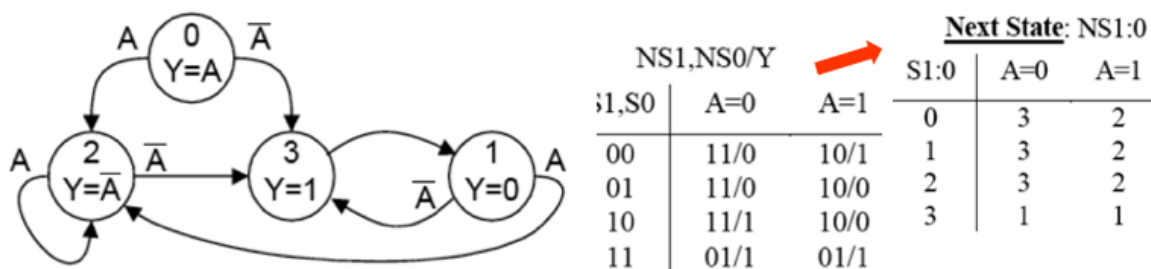 A
A̅
0
Y=A
A
2
Y=A̅
A̅
3
Y=1
A̅
1
Y=0
A
NS1,NS0/Y
S1,S0 A=0 A=1
00 11/0 10/1
01 11/0 10/0
10 11/1 10/0
11 01/1 01/1
Next State: NS1:0
S1:0 A=0 A=1
0 3 2
1 3 2
2 3 2
3 1 1